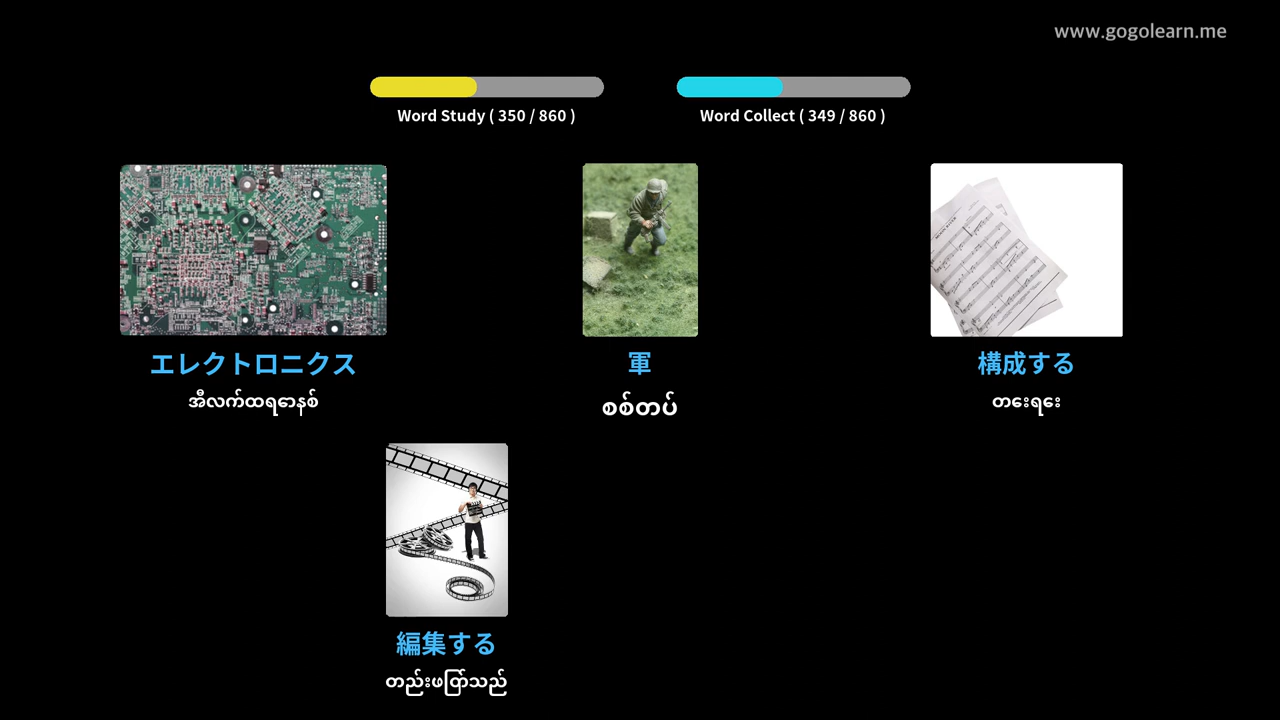 www.gogolearn.me
Word Study ( 350 / 860 )
Word Collect ( 349 / 860 )
エレクトロニクス
軍
構成する
အီလက်ထရောနစ်
စစ်တပ်
တေးရေး
編集する
တည်းဖြတ်သည်